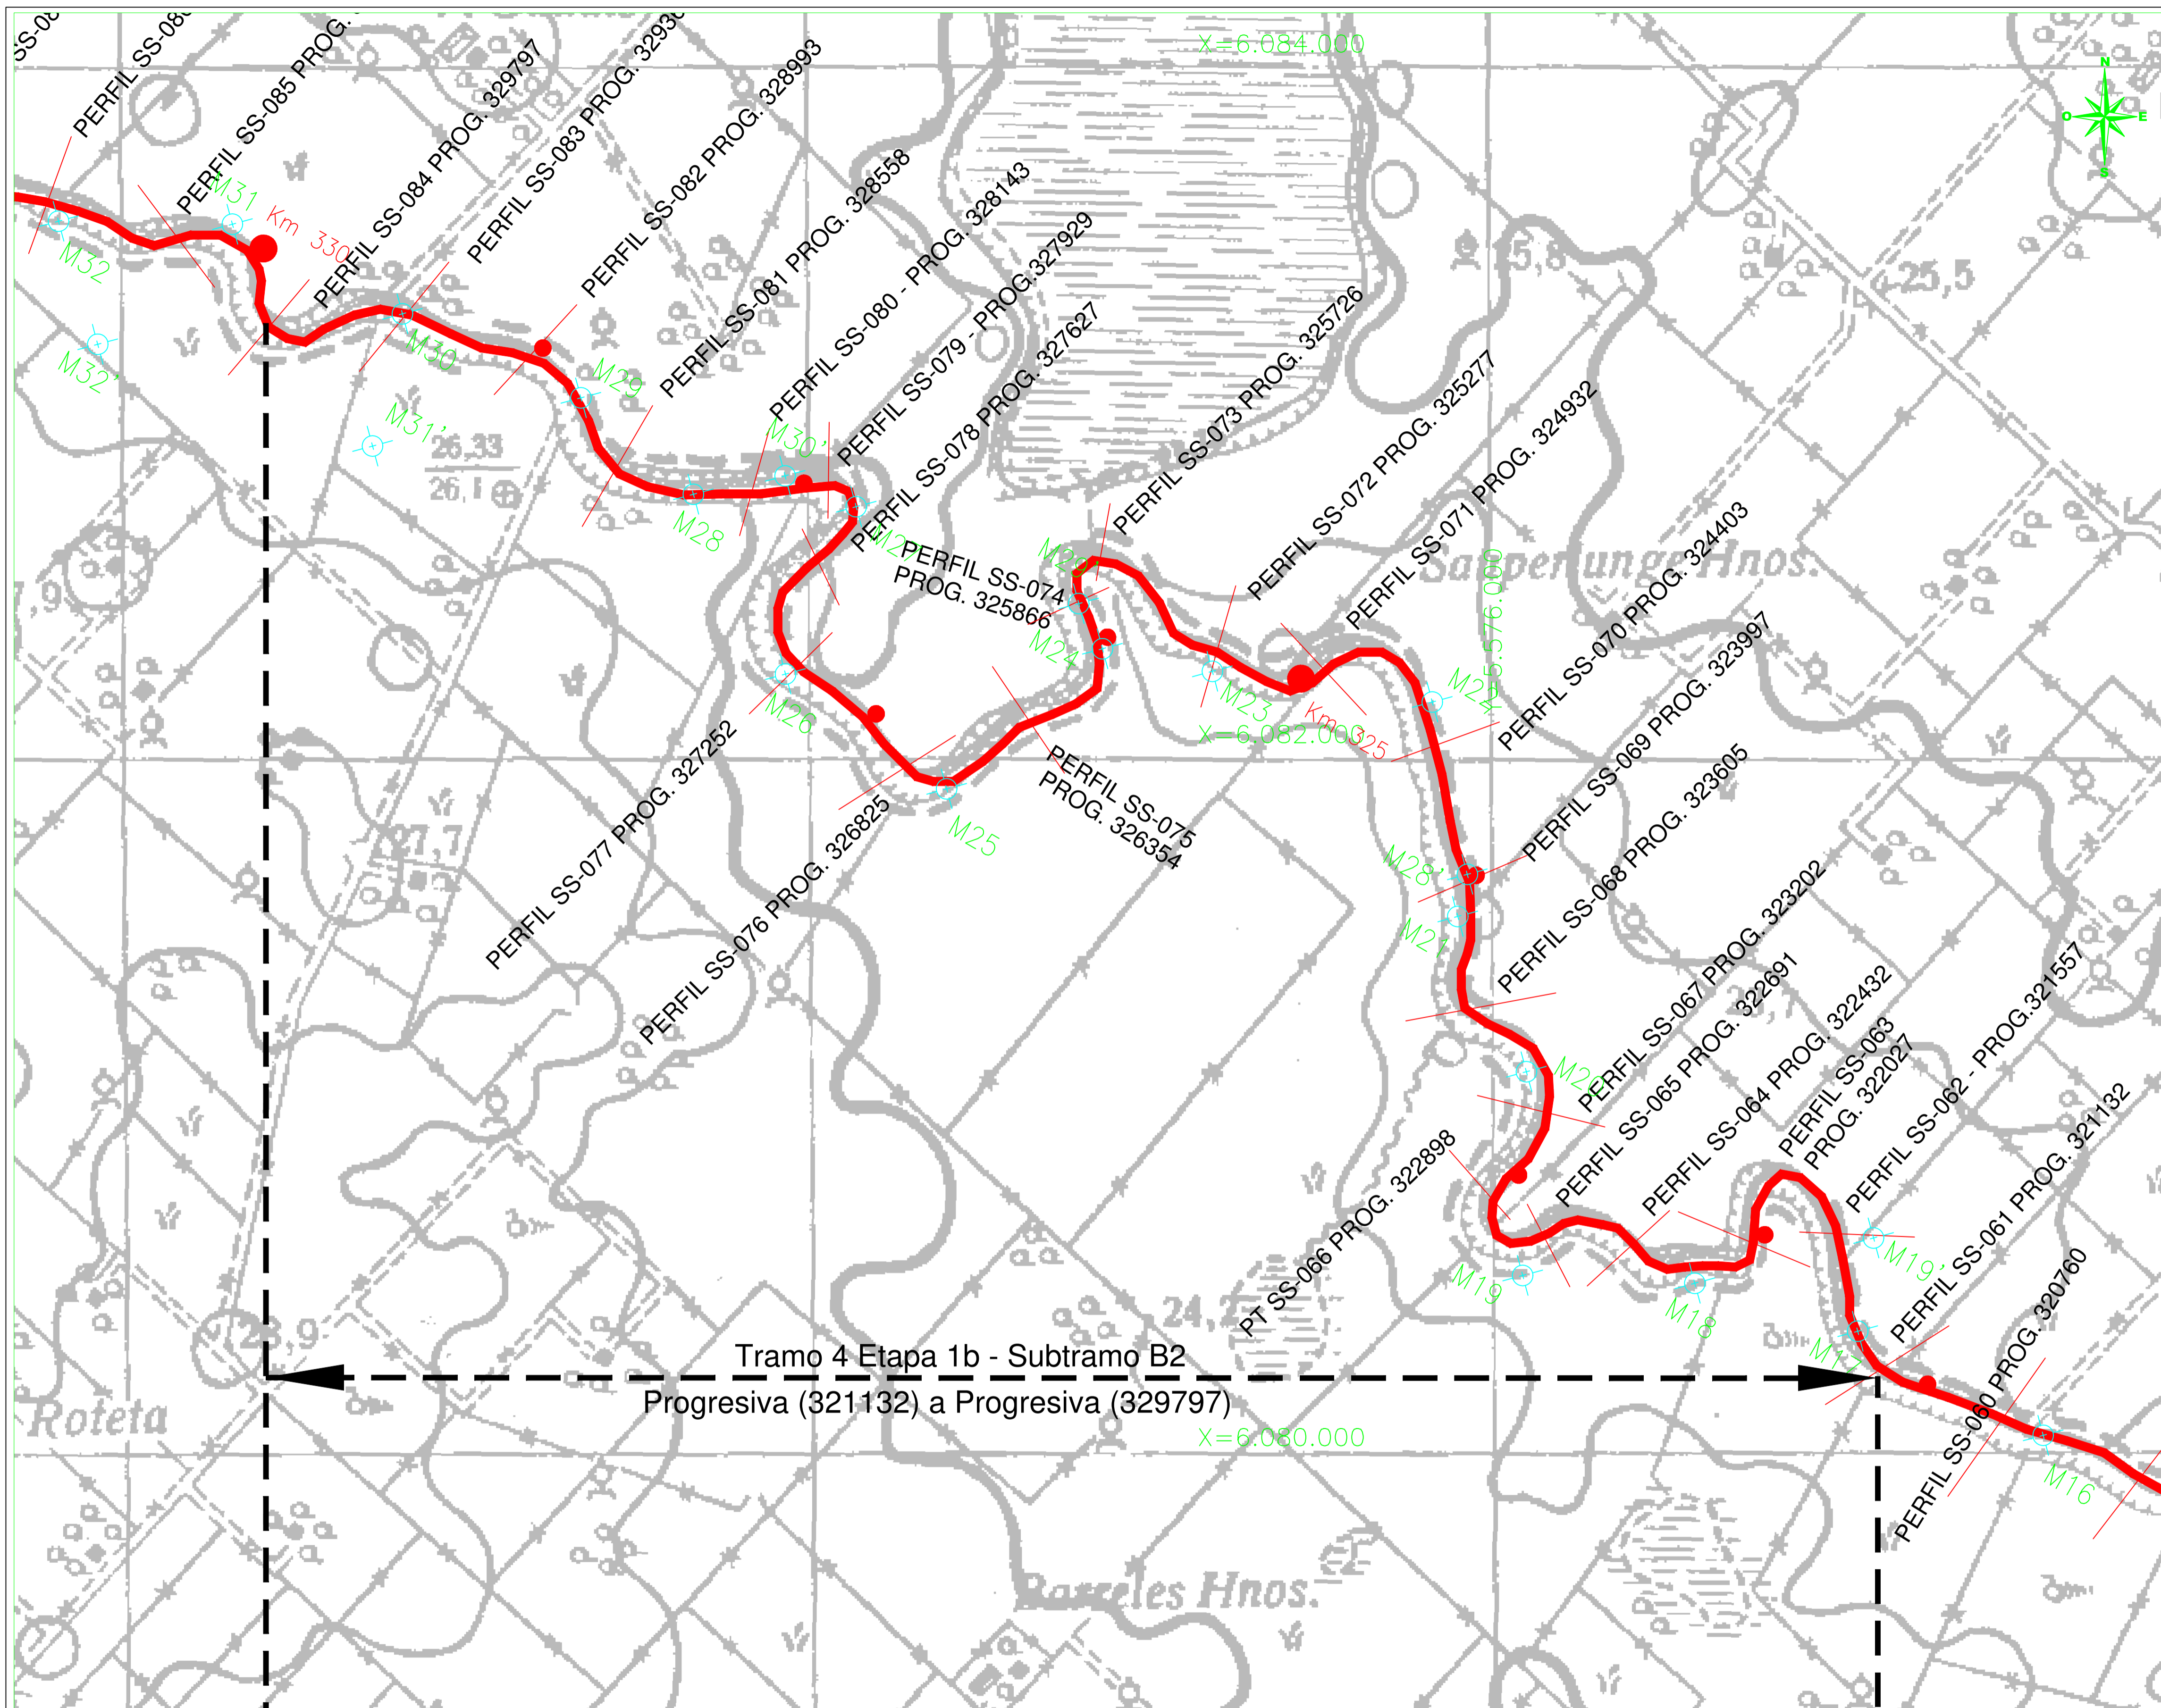 X=6.084.000
N
O
E
S
PERFIL SS-085 PROG.
PERFIL SS-084 PROG. 329797
PERFIL SS-082 PROG. 328993
PERFIL SS-081 PROG. 328558
PERFIL SS-080 - PROG. 328143
PERFIL SS-079 - PROG.327929
PERFIL SS-078 PROG. 327627
PERFIL SS-073 PROG. 325726
PERFIL SS-072 PROG. 325277
PERFIL SS-071 PROG. 324932
PERFIL SS-070 PROG. 324403
PERFIL SS-069 PROG. 323997
PERFIL SS-068 PROG. 323605
PERFIL SS-067 PROG. 323202
PERFIL SS-065 PROG. 322691
PERFIL SS-064 PROG. 322432
PERFIL SS-063
PROG. 322027
PERFIL SS-062 - PROG.321557
PERFIL SS-061 PROG. 321132
PERFIL SS-060 PROG. 320760
PT SS-066 PROG. 322898
PERFIL SS-074
PROG. 325866
PERFIL SS-075
PROG. 326354
PERFIL SS-077 PROG. 327252
PERFIL SS-076 PROG. 326825
M31
Km 330
M32
M32'
M30
M31'
M29
M30'
M28
M26
M25
M24
M23
M22
Km 325
X=6.082.000
M28'
M21
M20
M19
M18
M19'
M17
M16
26,33
25,5
Rofeta
Barceles Hnos.
Tramo 4 Etapa 1b - Subtramo B2
Progresiva (321132) a Progresiva (329797)
X=6.080.000